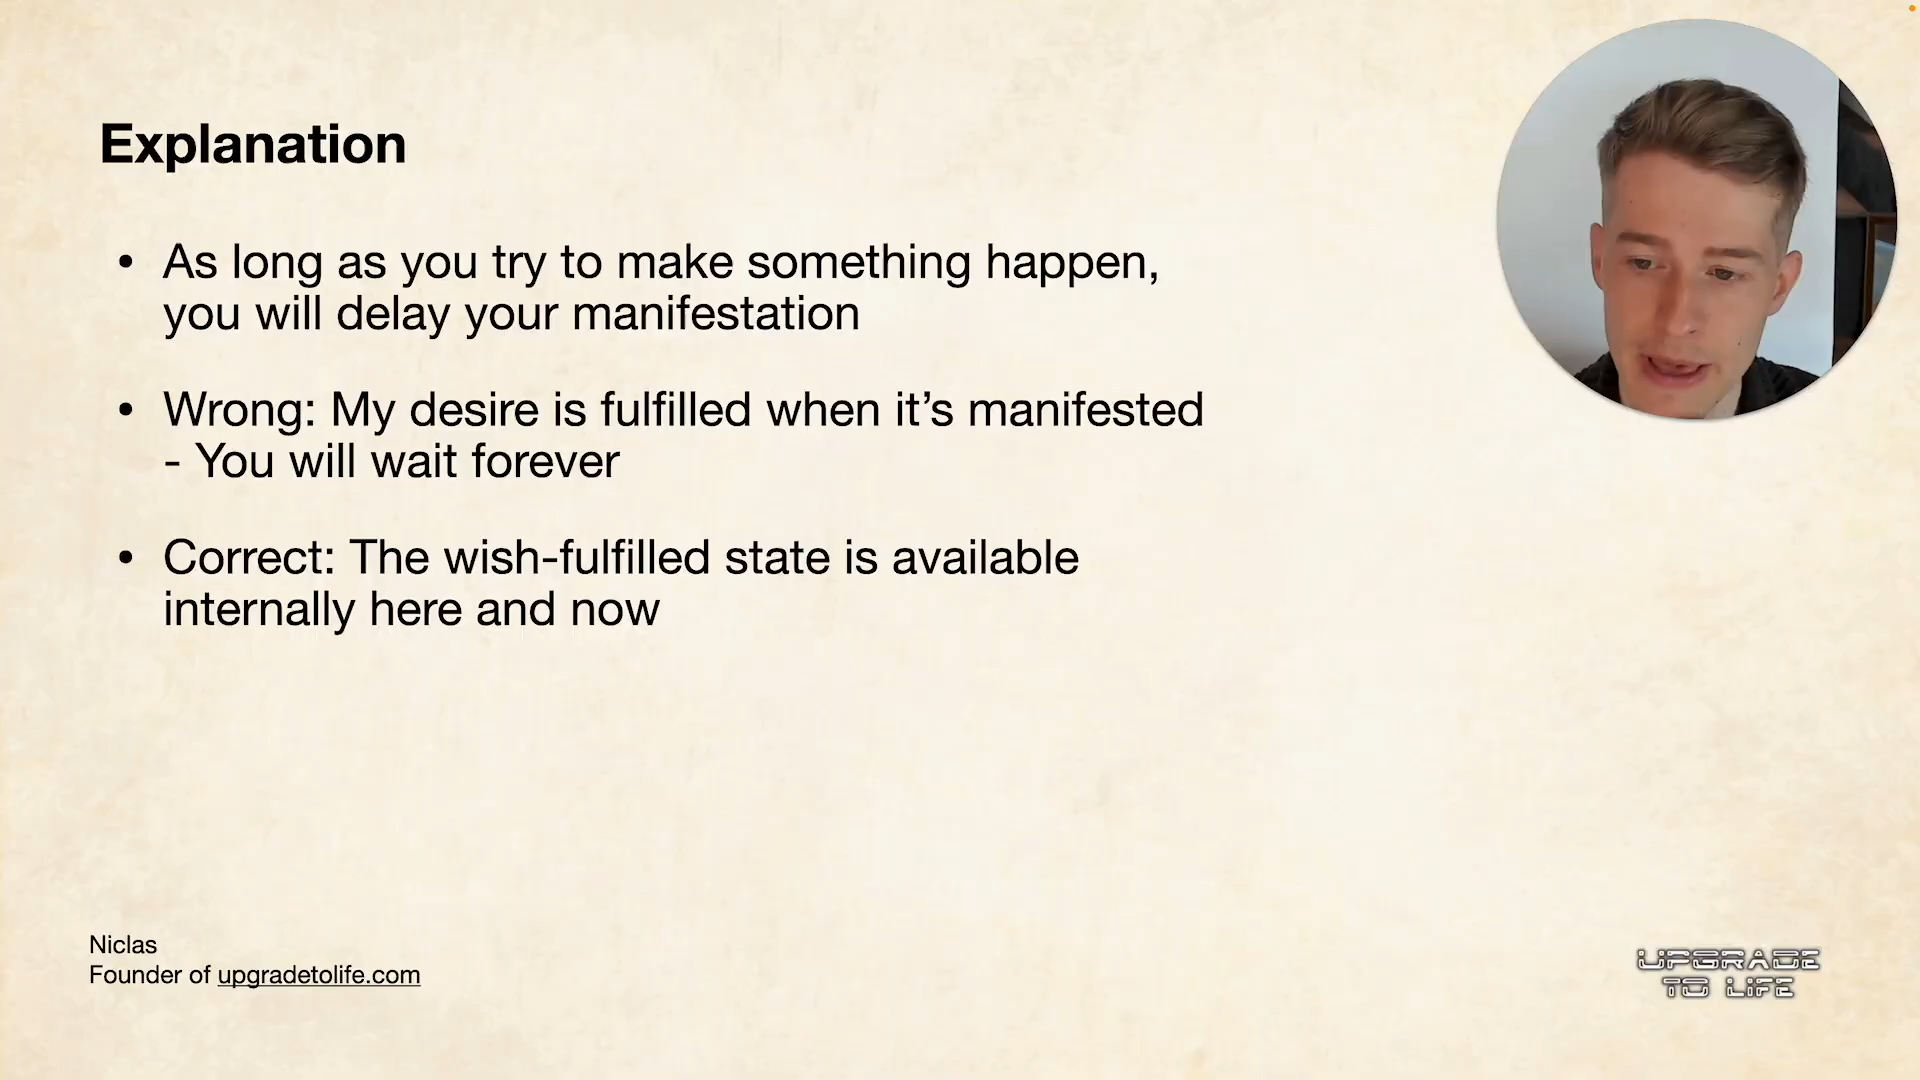 Explanation
• As long as you try to make something happen,
you will delay your manifestation
• Wrong: My desire is fulfilled when it’s manifested
- You will wait forever
• Correct: The wish-fulfilled state is available
internally here and now
Niclas
Founder of upgradetolife.com
UPGRADE
TO LIFE